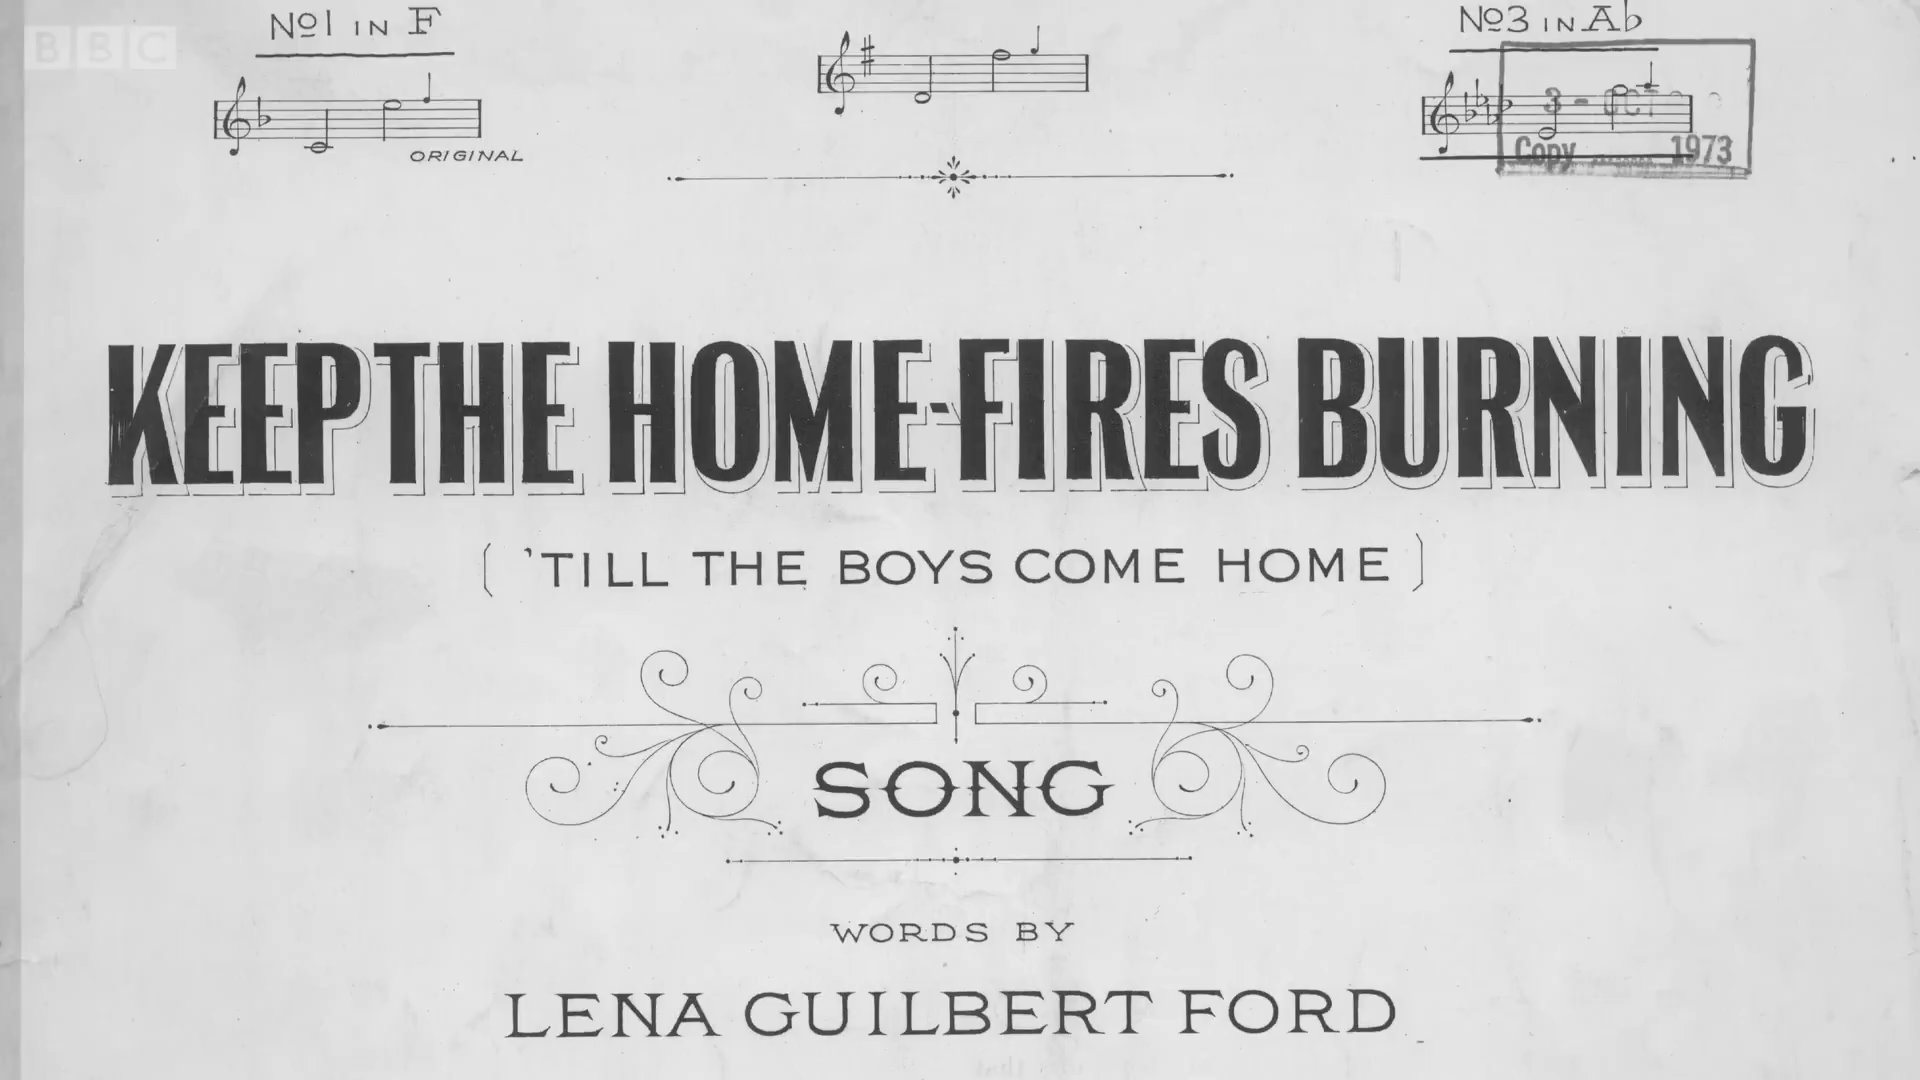 BBC
No1 IN F
No3 IN Ab
ORIGINAL
3 - OCT
Copy 1973
KEEP THE HOME-FIRES BURNING
( 'TILL THE BOYS COME HOME )
SONG
WORDS BY
LENA GUILBERT FORD